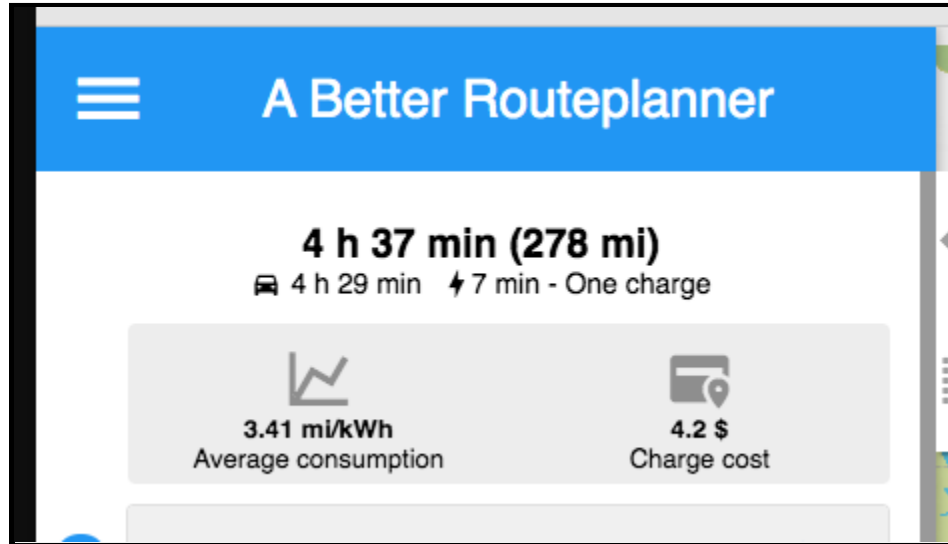 A Better Routeplanner
4 h 37 min (278 mi)
4 h 29 min 7 min - One charge
3.41 mi/kWh
Average consumption
4.2 $
Charge cost